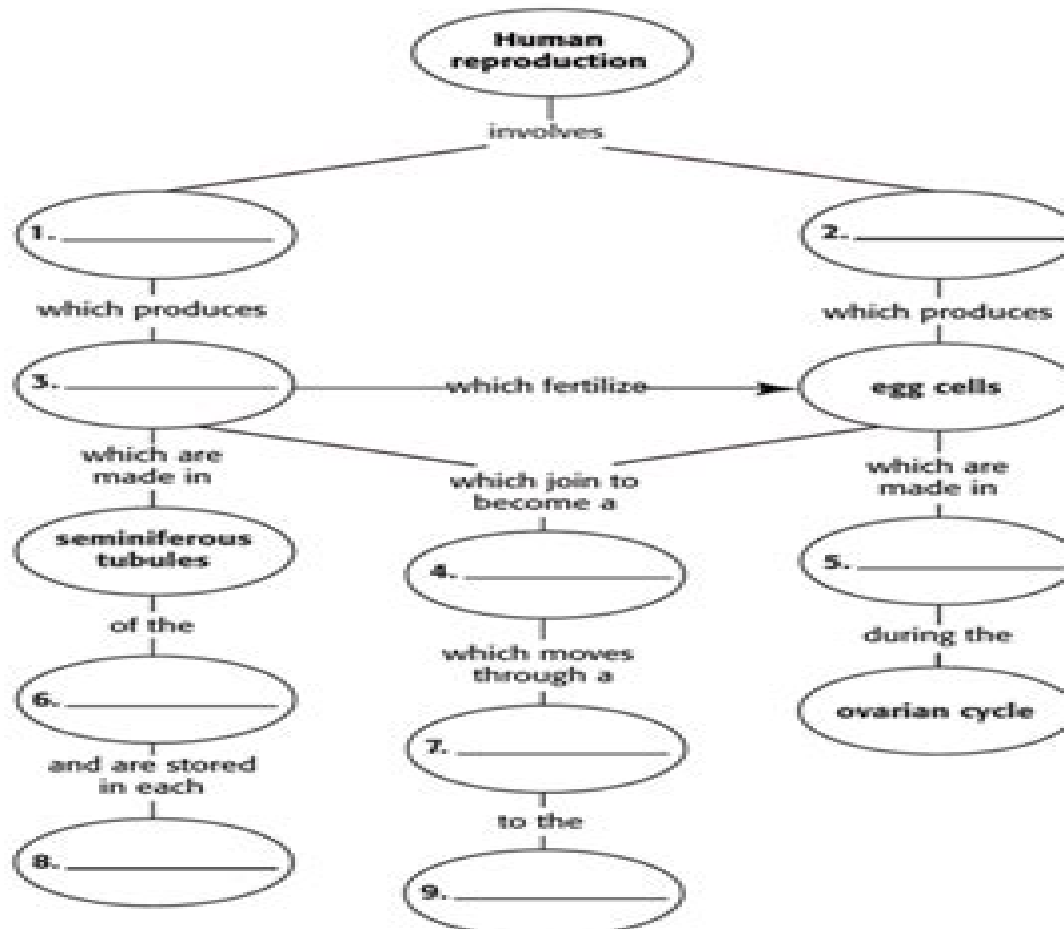 Human
reproduction
involves
1. ____________
2. ____________
which produces
which produces
3. ____________
which fertilize
egg cells
which are
made in
which join to
become a
which are
made in
seminiferous
tubules
4. ____________
5. ____________
of the
which moves
through a
during the
6. ____________
7. ____________
ovarian cycle
and are stored
in each
to the
8. ____________
9. ____________